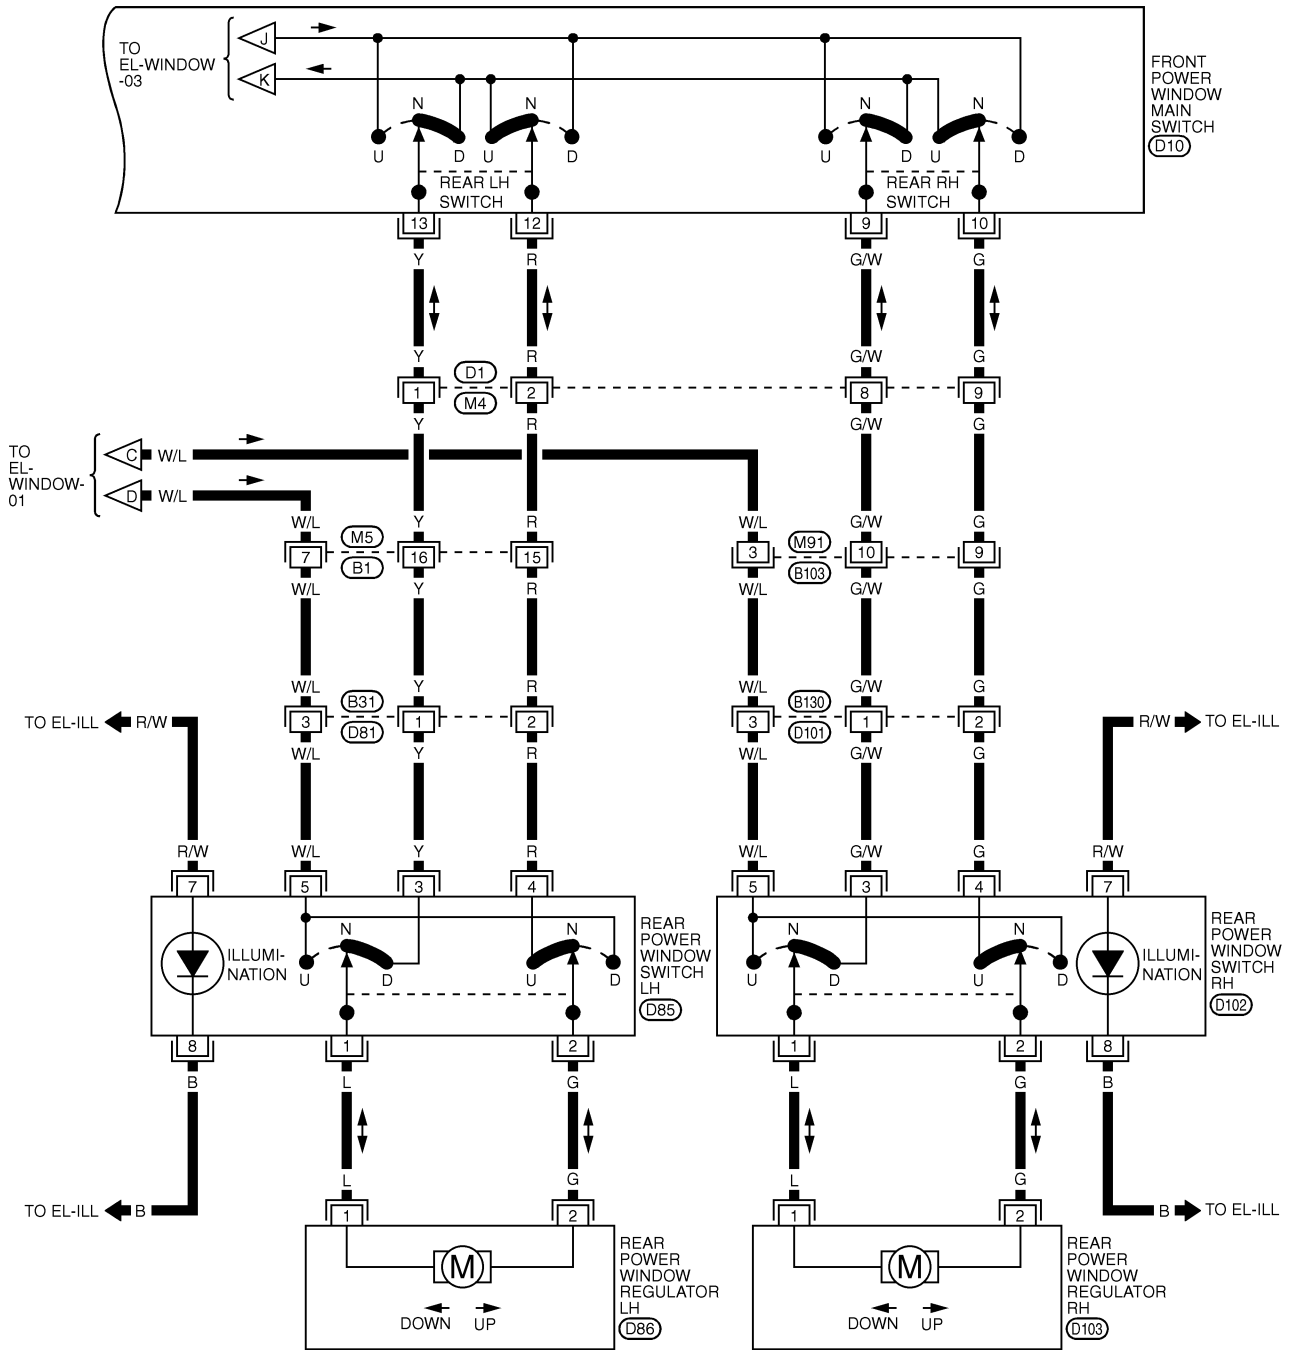 TO
EL-WINDOW
-03
J
K
N
N
N
N
U
D
U
D
U
D
U
D
REAR LH
SWITCH
REAR RH
SWITCH
FRONT
POWER
WINDOW
MAIN
SWITCH
D10
13
12
9
10
Y
R
G/W
G
Y
R
G/W
G
D1
1
2
8
9
M4
Y
R
G/W
G
TO
EL-
WINDOW-
01
C
W/L
D
W/L
W/L
Y
R
W/L
G/W
G
M5
M91
7
16
15
3
10
9
B1
B103
W/L
Y
R
W/L
G/W
G
W/L
Y
R
W/L
G/W
G
B31
B130
TO EL-ILL
R/W
3
1
2
3
1
2
R/W
TO EL-ILL
D81
D101
W/L
Y
R
W/L
G/W
G
R/W
W/L
Y
R
W/L
G/W
G
R/W
7
5
3
4
5
3
4
7
N
N
N
N
ILLUMI-
NATION
U
D
U
D
U
D
U
D
ILLUMI-
NATION
REAR
POWER
WINDOW
SWITCH
LH
D85
REAR
POWER
WINDOW
SWITCH
RH
D102
8
1
2
1
2
8
B
L
G
L
G
B
L
G
L
G
TO EL-ILL
B
1
2
1
2
B
TO EL-ILL
M
M
DOWN
UP
DOWN
UP
REAR
POWER
WINDOW
REGULATOR
LH
D86
REAR
POWER
WINDOW
REGULATOR
RH
D103